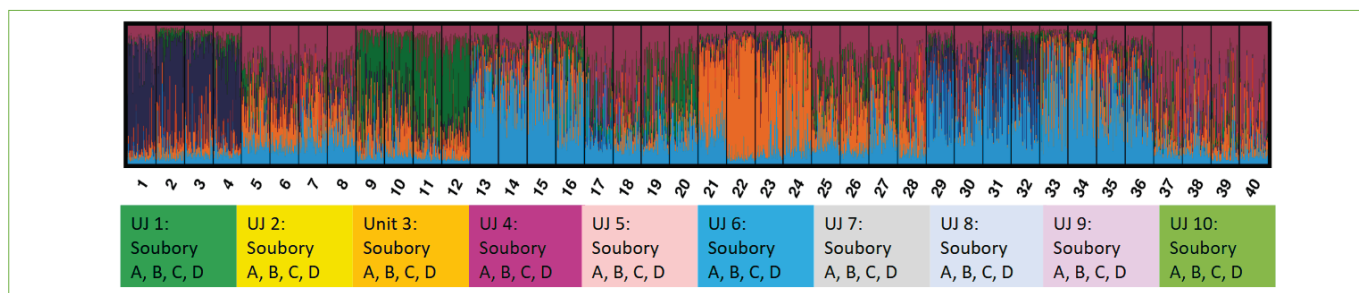 1 2 3 4 5 6 7 8 9 10 11 12 13 14 15 16 17 18 19 20 21 22 23 24 25 26 27 28 29 30 31 32 33 34 35 36 37 38 39 40
UJ 1:
Soubory
A, B, C, D
UJ 2:
Soubory
A, B, C, D
Unit 3:
Soubory
A, B, C, D
UJ 4:
Soubory
A, B, C, D
UJ 5:
Soubory
A, B, C, D
UJ 6:
Soubory
A, B, C, D
UJ 7:
Soubory
A, B, C, D
UJ 8:
Soubory
A, B, C, D
UJ 9:
Soubory
A, B, C, D
UJ 10:
Soubory
A, B, C, D